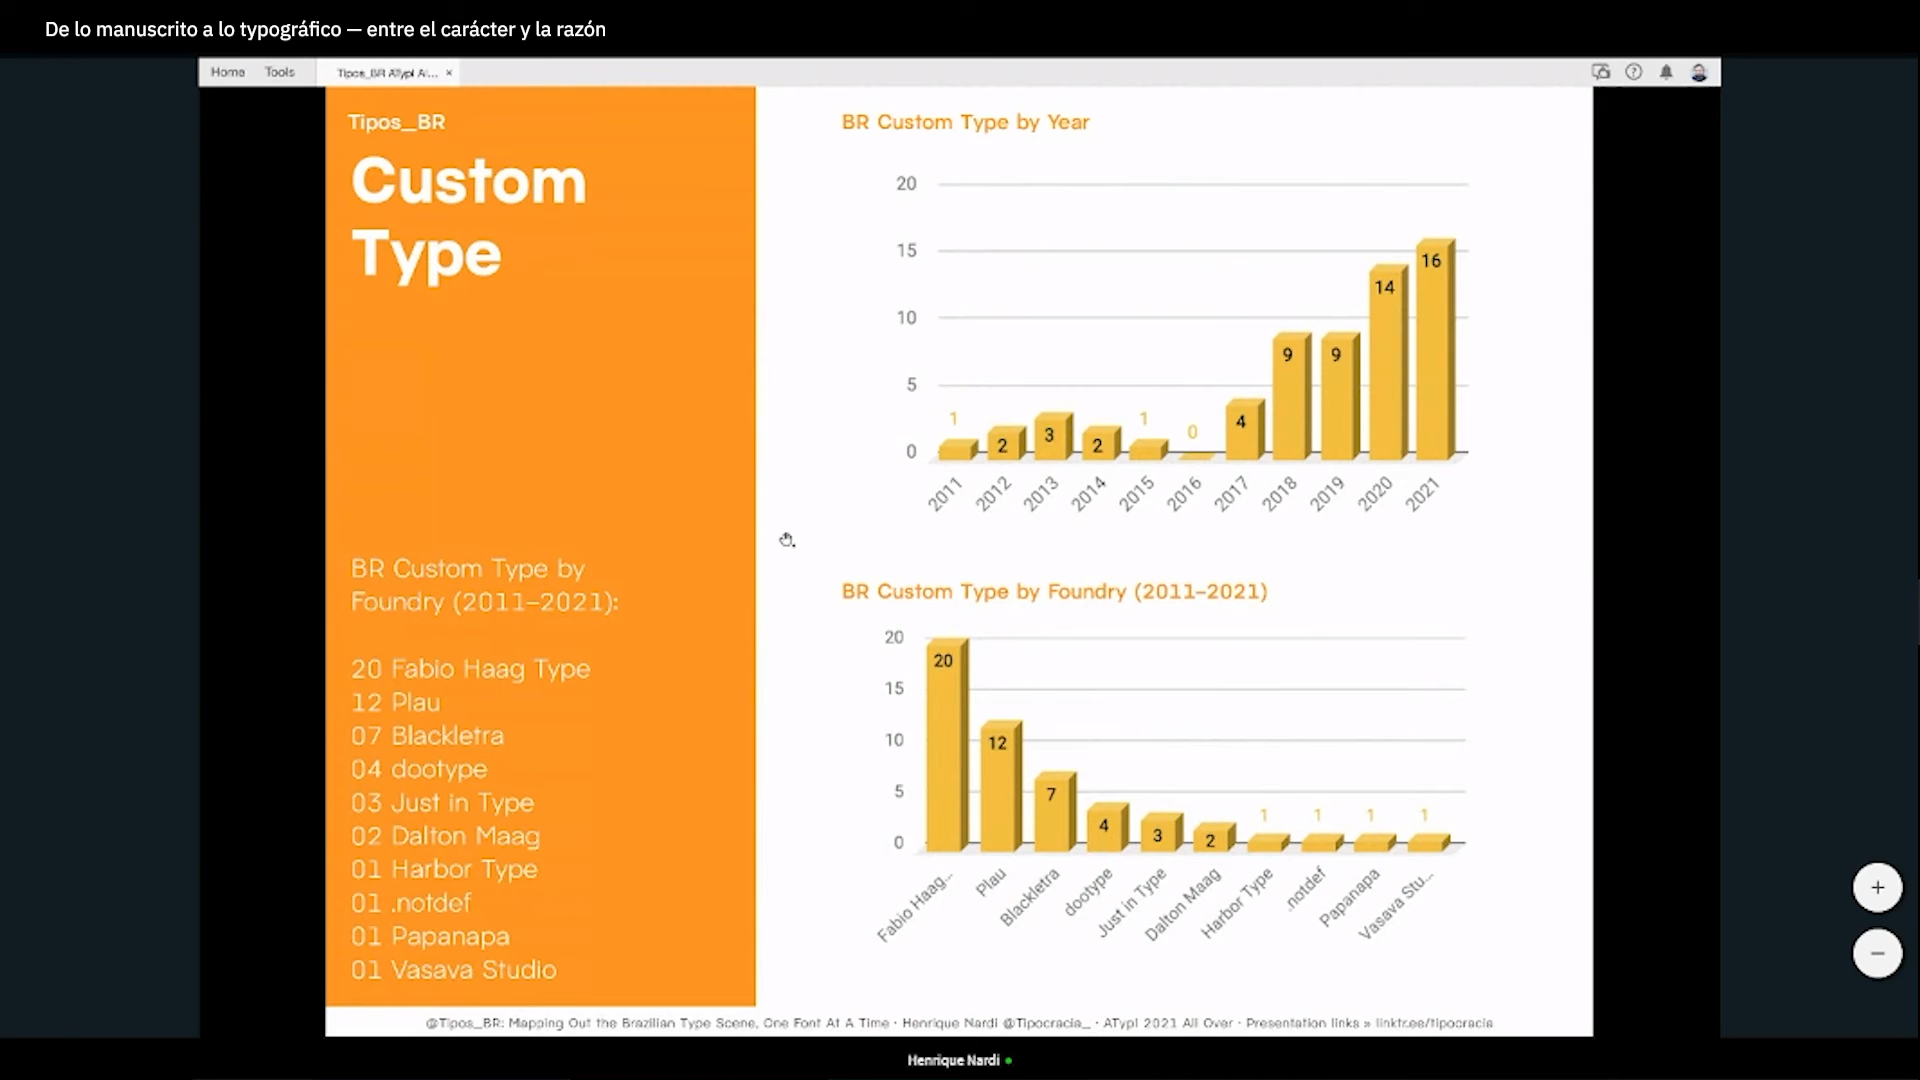 De lo manuscrito a lo typográfico — entre el carácter y la razón
Home Tools Tipos_BR ATypI Al... ×
Tipos_BR
Custom
Type
BR Custom Type by
Foundry (2011–2021):
20 Fabio Haag Type
12 Plau
07 Blackletra
04 dootype
03 Just in Type
02 Dalton Maag
01 Harbor Type
01 .notdef
01 Papanapa
01 Vasava Studio
BR Custom Type by Year
20
15
10
5
0
1 2 3 2 1 0 4 9 9 14 16
2011 2012 2013 2014 2015 2016 2017 2018 2019 2020 2021
BR Custom Type by Foundry (2011–2021)
20
15
10
5
0
20 12 7 4 3 2 1 1 1 1
Fabio Haag... Plau Blackletra dootype Just in Type Dalton Maag Harbor Type .notdef Papanapa Vasava Stu...
@Tipos_BR: Mapping Out the Brazilian Type Scene, One Font At A Time · Henrique Nardi @Tipocracia_ · ATypI 2021 All Over · Presentation links » linktr.ee/tipocracia
Henrique Nardi